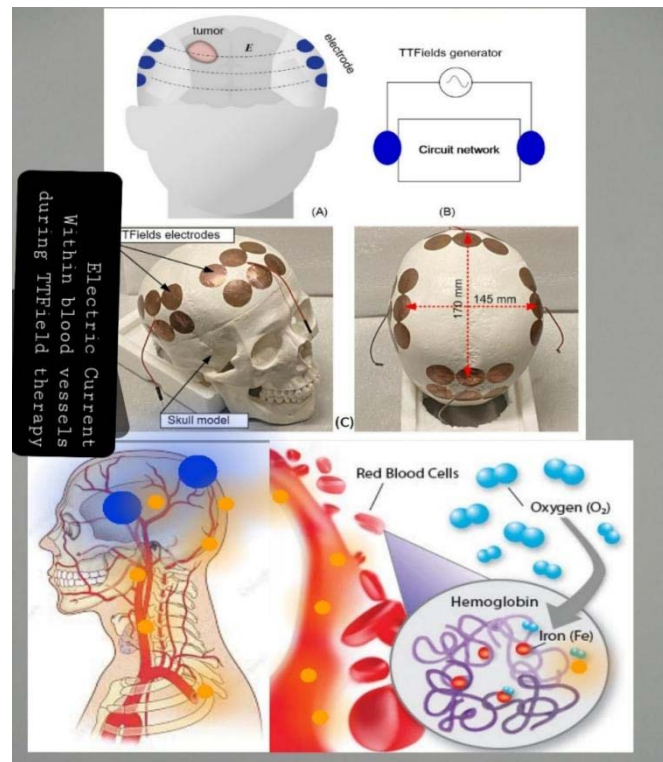 tumor
E
electrode
TTFields generator
Circuit network
(A)
(B)
TTFields electrodes
Skull model
170 mm
145 mm
(C)
Electric Current
Within blood vessels
during TTField therapy
Red Blood Cells
Oxygen (O₂)
Hemoglobin
Iron (Fe)